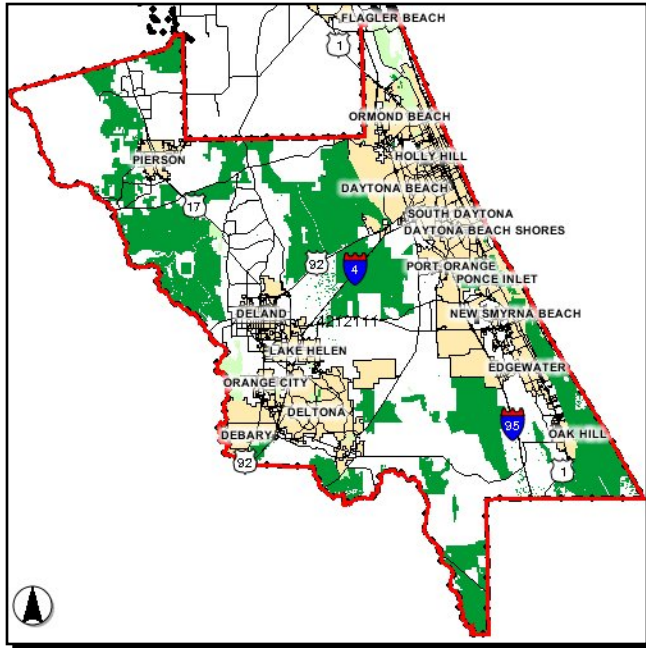 FLAGLER BEACH
1
ORMOND BEACH
HOLLY HILL
PIERSON
DAYTONA BEACH
17
SOUTH DAYTONA
DAYTONA BEACH SHORES
92
4
PORT ORANGE
PONCE INLET
DELAND
4212111
NEW SMYRNA BEACH
LAKE HELEN
EDGEWATER
ORANGE CITY
DELTONA
95
DEBARY
OAK HILL
92
1